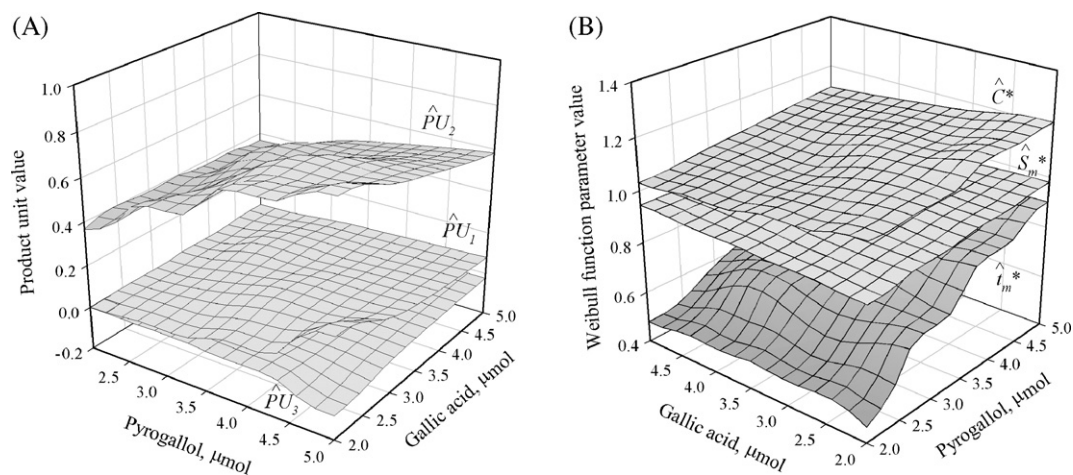 (A)
1.0
0.8
0.6
0.4
0.2
0.0
-0.2
Product unit value
P̂U₂
P̂U₁
P̂U₃
2.5
3.0
3.5
4.0
4.5
5.0
Pyrogallol, μmol
2.0
2.5
3.0
3.5
4.0
4.5
5.0
Gallic acid, μmol
(B)
1.4
1.2
1.0
0.8
0.6
0.4
Weibull function parameter value
Ĉ*
Ŝₘ*
t̂ₘ*
4.5
4.0
3.5
3.0
2.5
2.0
Gallic acid, μmol
2.0
2.5
3.0
3.5
4.0
4.5
5.0
Pyrogallol, μmol